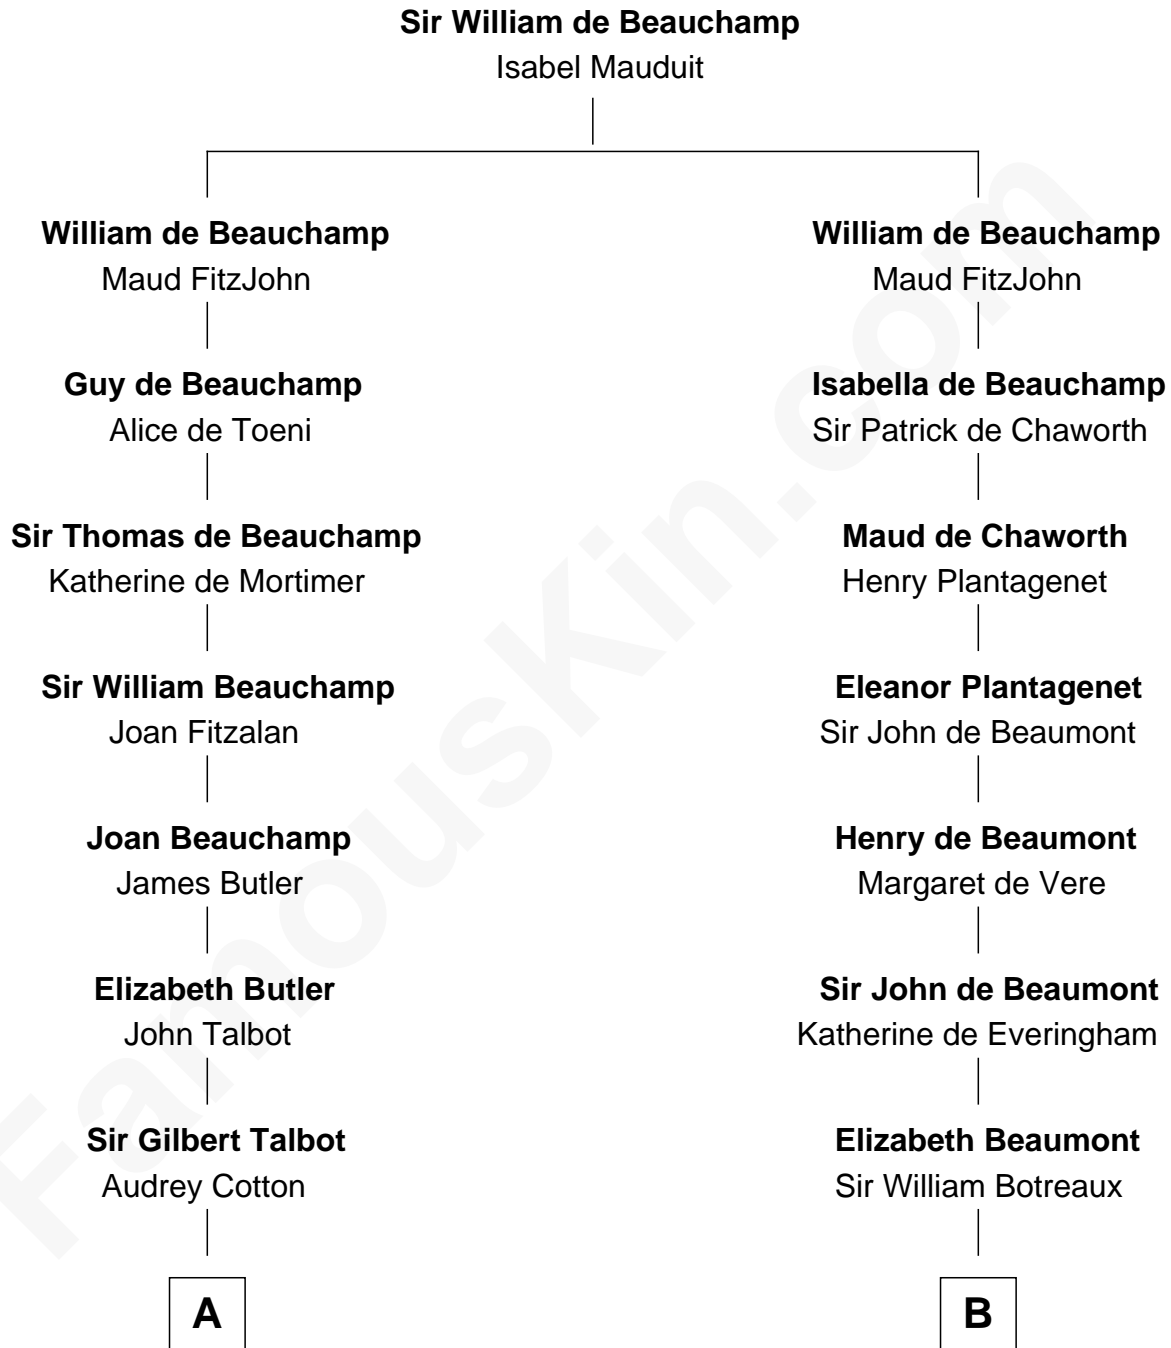 Sir William de Beauchamp
Isabel Mauduit
William de Beauchamp
Maud FitzJohn
William de Beauchamp
Maud FitzJohn
Guy de Beauchamp
Alice de Toeni
Isabella de Beauchamp
Sir Patrick de Chaworth
Sir Thomas de Beauchamp
Katherine de Mortimer
Maud de Chaworth
Henry Plantagenet
Sir William Beauchamp
Joan Fitzalan
Eleanor Plantagenet
Sir John de Beaumont
Joan Beauchamp
James Butler
Henry de Beaumont
Margaret de Vere
Elizabeth Butler
John Talbot
Sir John de Beaumont
Katherine de Everingham
Sir Gilbert Talbot
Audrey Cotton
Elizabeth Beaumont
Sir William Botreaux
A
B
FamousKin.com